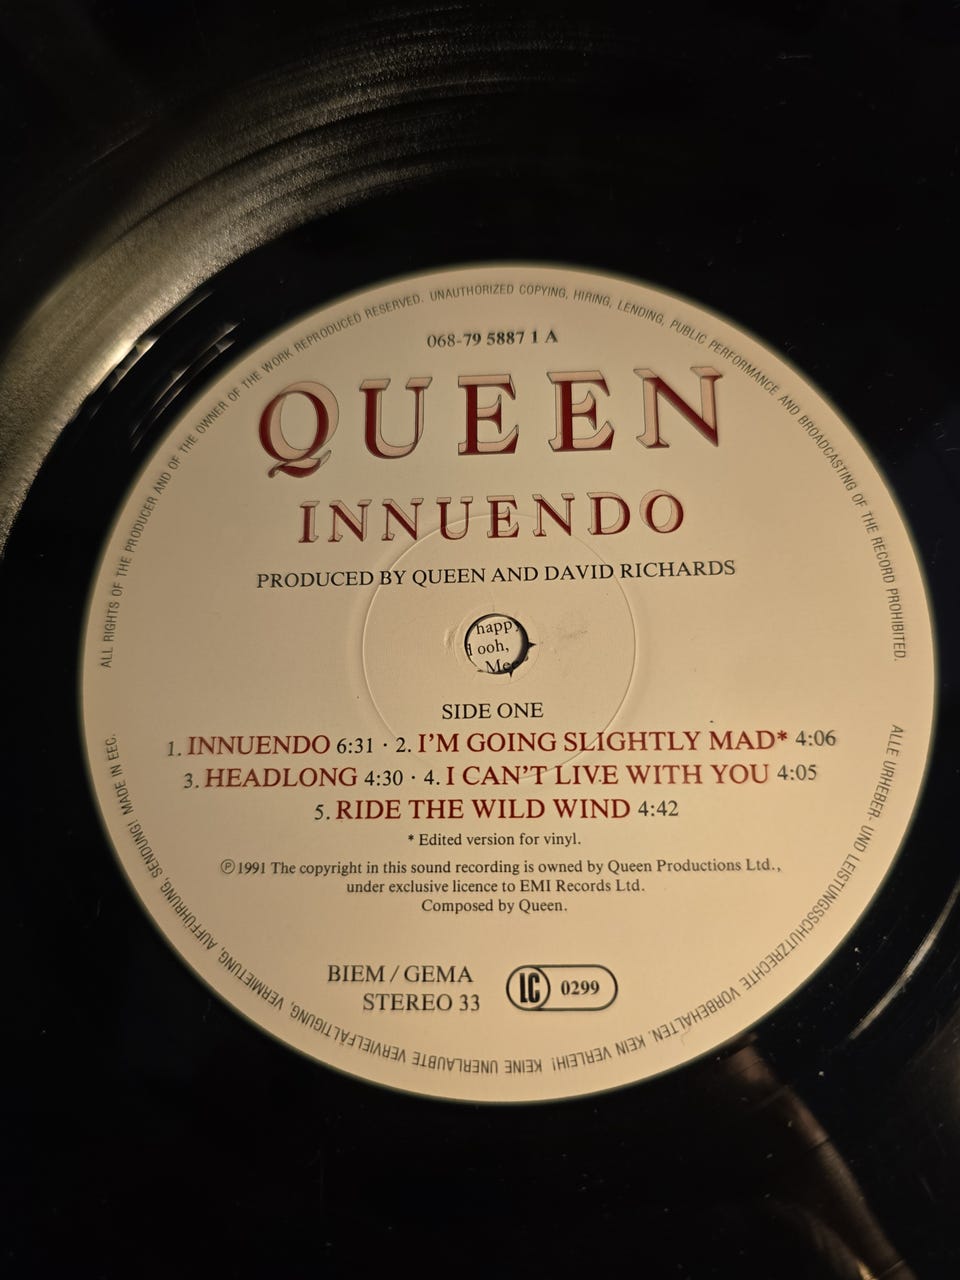 ALL RIGHTS OF THE PRODUCER AND OF THE OWNER OF THE WORK REPRODUCED RESERVED. UNAUTHORIZED COPYING, HIRING, LENDING, PUBLIC PERFORMANCE AND BROADCASTING OF THE RECORD PROHIBITED.
068-79 5887 1 A
QUEEN
INNUENDO
PRODUCED BY QUEEN AND DAVID RICHARDS
happy
ooh,
SIDE ONE
1. INNUENDO 6:31 · 2. I'M GOING SLIGHTLY MAD* 4:06
3. HEADLONG 4:30 · 4. I CAN'T LIVE WITH YOU 4:05
5. RIDE THE WILD WIND 4:42
* Edited version for vinyl.
Ⓟ1991 The copyright in this sound recording is owned by Queen Productions Ltd.,
under exclusive licence to EMI Records Ltd.
Composed by Queen.
BIEM / GEMA
STEREO 33
LC 0299
ALLE URHEBER- UND LEISTUNGSSCHUTZRECHTE VORBEHALTEN. KEIN VERLEIH! KEINE UNERLAUBTE VERVIELFÄLTIGUNG, VERMIETUNG, AUFFÜHRUNG, SENDUNG! MADE IN EEC.